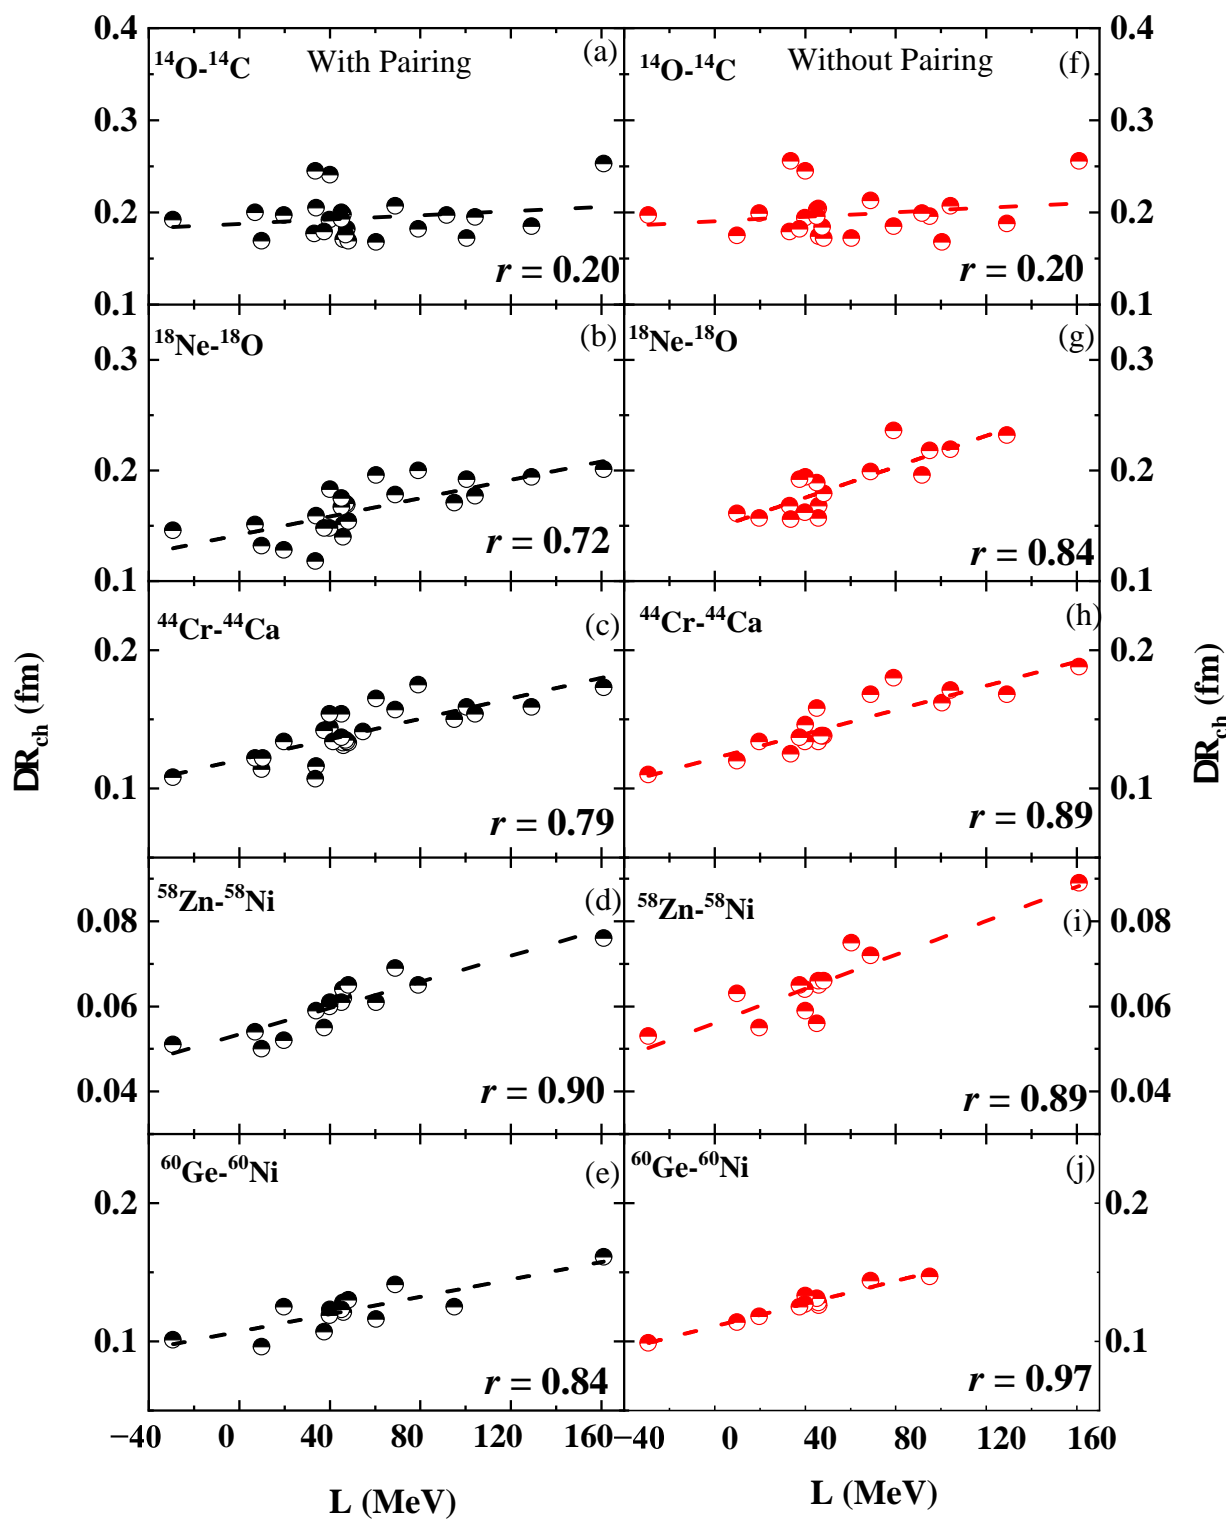 0.4
¹⁴O-¹⁴C
With Pairing
(a)
¹⁴O-¹⁴C
Without Pairing
(f)
0.4
0.3
0.3
0.2
0.2
r = 0.20
r = 0.20
0.1
0.1
¹⁸Ne-¹⁸O
(b)
¹⁸Ne-¹⁸O
(g)
0.3
0.3
0.2
0.2
r = 0.72
r = 0.84
0.1
0.1
⁴⁴Cr-⁴⁴Ca
(c)
⁴⁴Cr-⁴⁴Ca
(h)
0.2
0.2
DR_ch (fm)
DR_ch (fm)
0.1
0.1
r = 0.79
r = 0.89
⁵⁸Zn-⁵⁸Ni
(d)
⁵⁸Zn-⁵⁸Ni
(i)
0.08
0.08
0.06
0.06
0.04
0.04
r = 0.90
r = 0.89
⁶⁰Ge-⁶⁰Ni
(e)
⁶⁰Ge-⁶⁰Ni
(j)
0.2
0.2
0.1
0.1
r = 0.84
r = 0.97
−40 0 40 80 120 160
−40 0 40 80 120 160
L (MeV)
L (MeV)